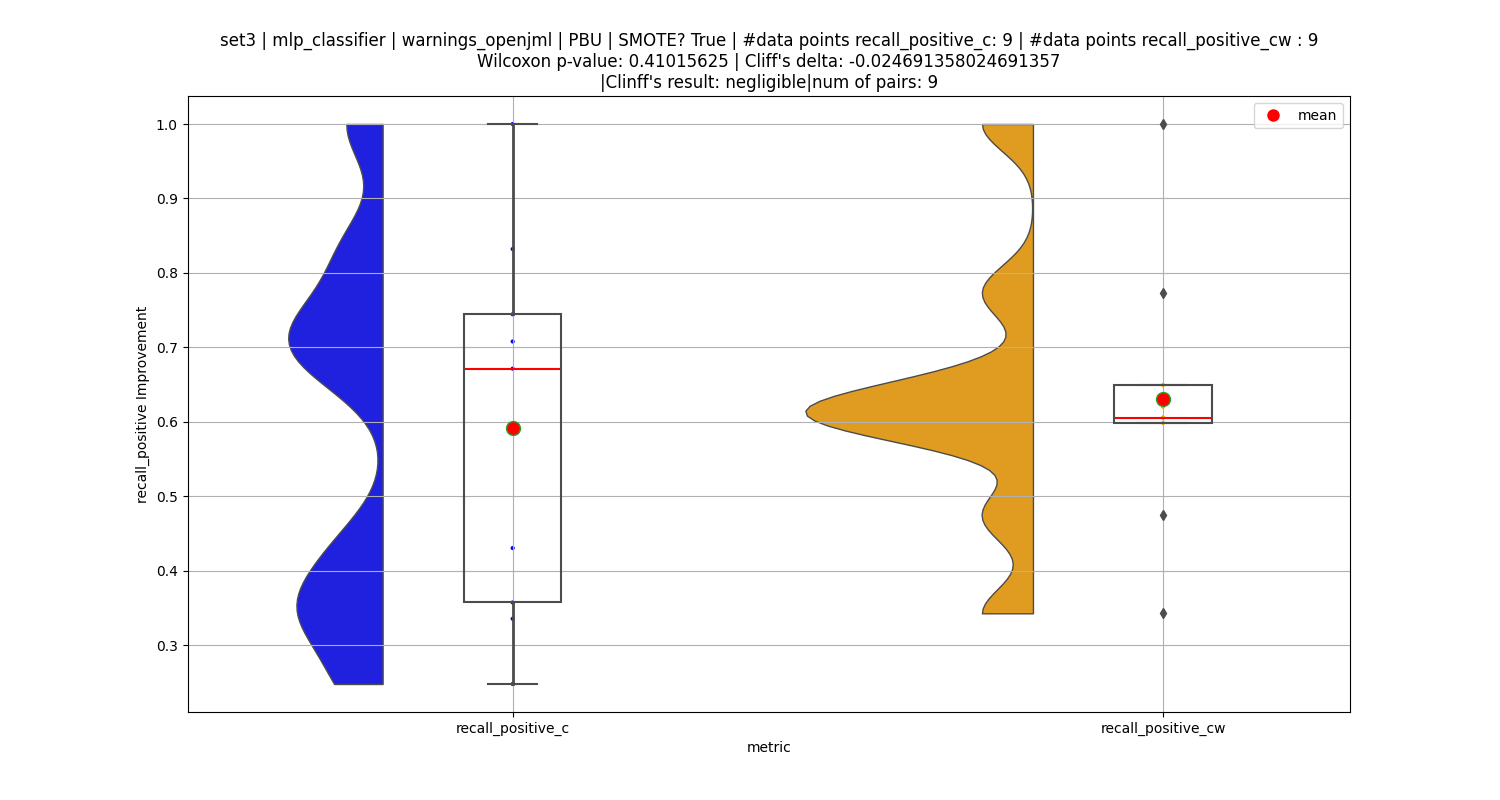 set3 | mlp_classifier | warnings_openjml | PBU | SMOTE? True | #data points recall_positive_c: 9 | #data points recall_positive_cw : 9
Wilcoxon p-value: 0.41015625 | Cliff's delta: -0.024691358024691357
|Clinff's result: negligible|num of pairs: 9
mean
1.0
0.9
0.8
0.7
0.6
0.5
0.4
0.3
recall_positive Improvement
recall_positive_c
recall_positive_cw
metric